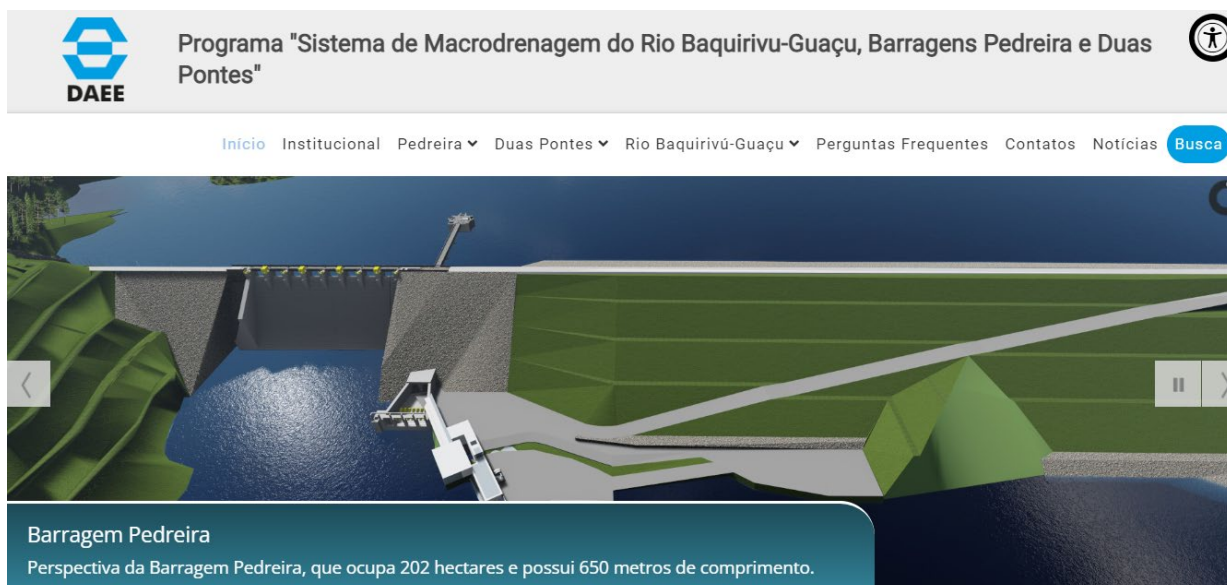 DAEE
Programa "Sistema de Macrodrenagem do Rio Baquirivu-Guaçu, Barragens Pedreira e Duas
Pontes"
Início Institucional Pedreira Duas Pontes Rio Baquirivú-Guaçu Perguntas Frequentes Contatos Notícias Busca
Barragem Pedreira
Perspectiva da Barragem Pedreira, que ocupa 202 hectares e possui 650 metros de comprimento.